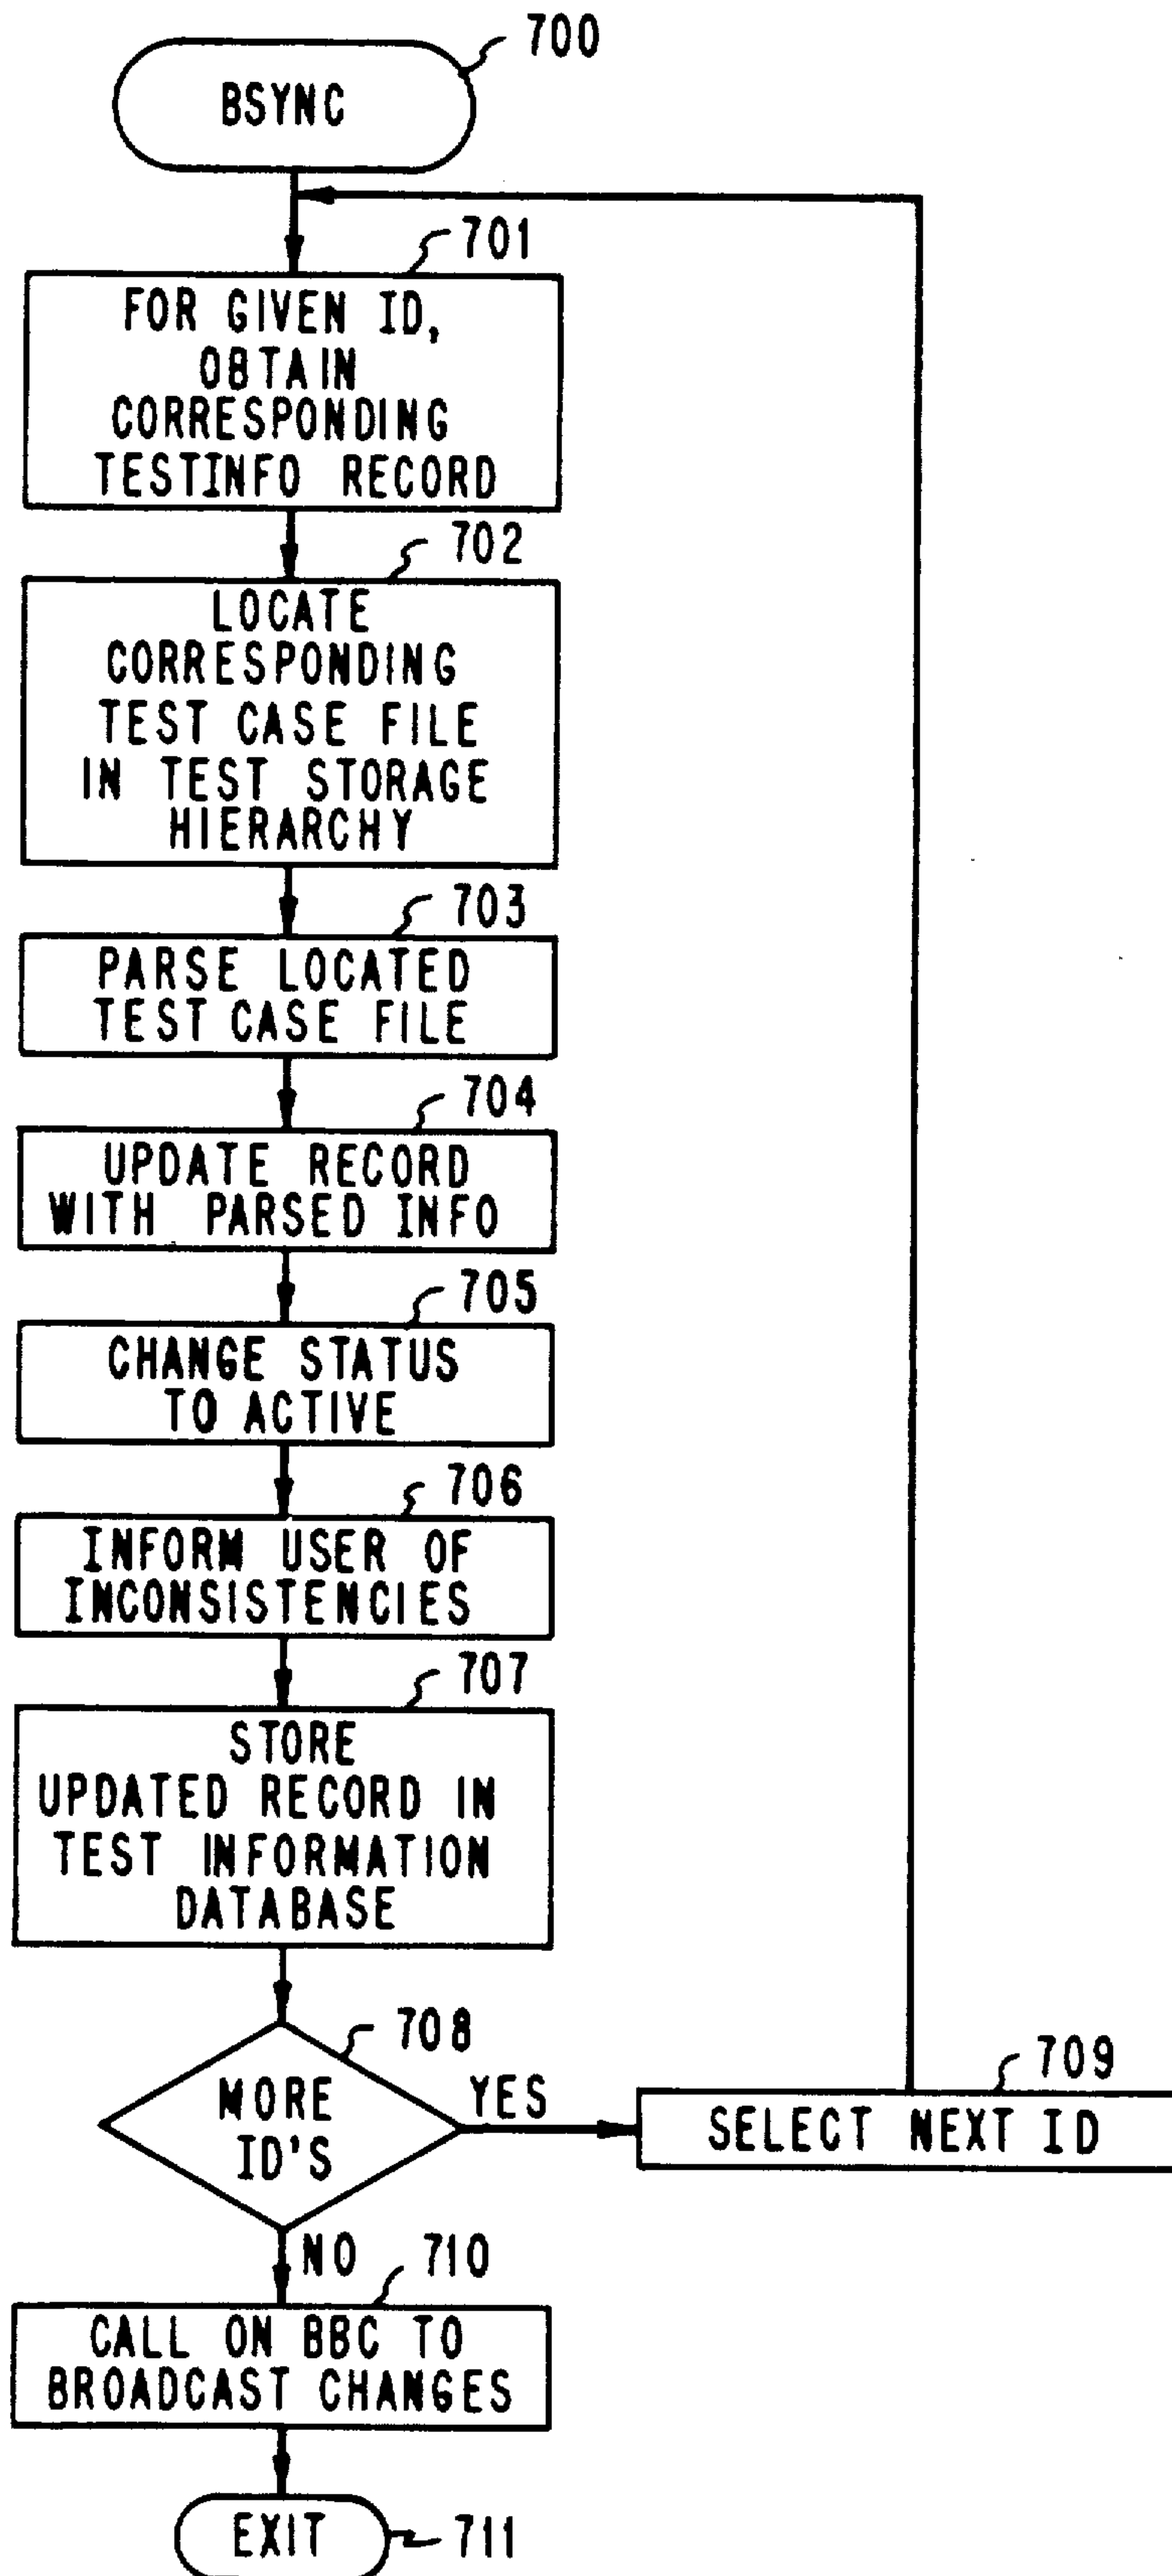 700
BSYNC
701
FOR GIVEN ID,
OBTAIN
CORRESPONDING
TESTINFO RECORD
702
LOCATE
CORRESPONDING
TEST CASE FILE
IN TEST STORAGE
HIERARCHY
703
PARSE LOCATED
TEST CASE FILE
704
UPDATE RECORD
WITH PARSED INFO
705
CHANGE STATUS
TO ACTIVE
706
INFORM USER OF
INCONSISTENCIES
707
STORE
UPDATED RECORD IN
TEST INFORMATION
DATABASE
708
MORE
ID'S
YES
709
SELECT NEXT ID
NO
710
CALL ON BBC TO
BROADCAST CHANGES
EXIT
711